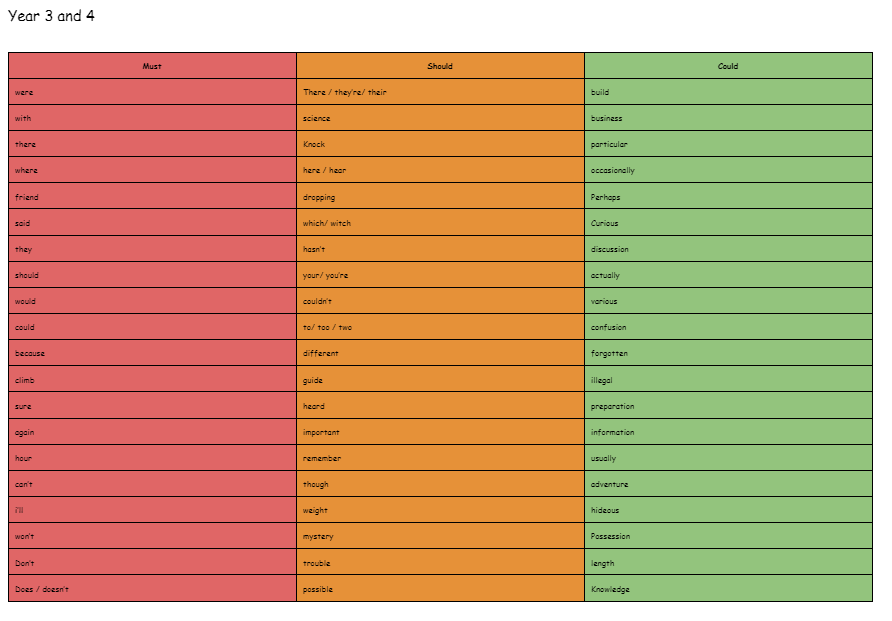 Year 3 and 4
Must Should Could
were There / they're/ their build
with science business
there Knock particular
where here / hear occasionally
friend dropping Perhaps
said which/ witch Curious
they hasn't discussion
should your/ you're actually
would couldn't various
could to/ too / two confusion
because different forgotten
climb guide illegal
sure heard preparation
again important information
hour remember usually
can't though adventure
i'll weight hideous
won't mystery Possession
Don't trouble length
Does / doesn't possible Knowledge